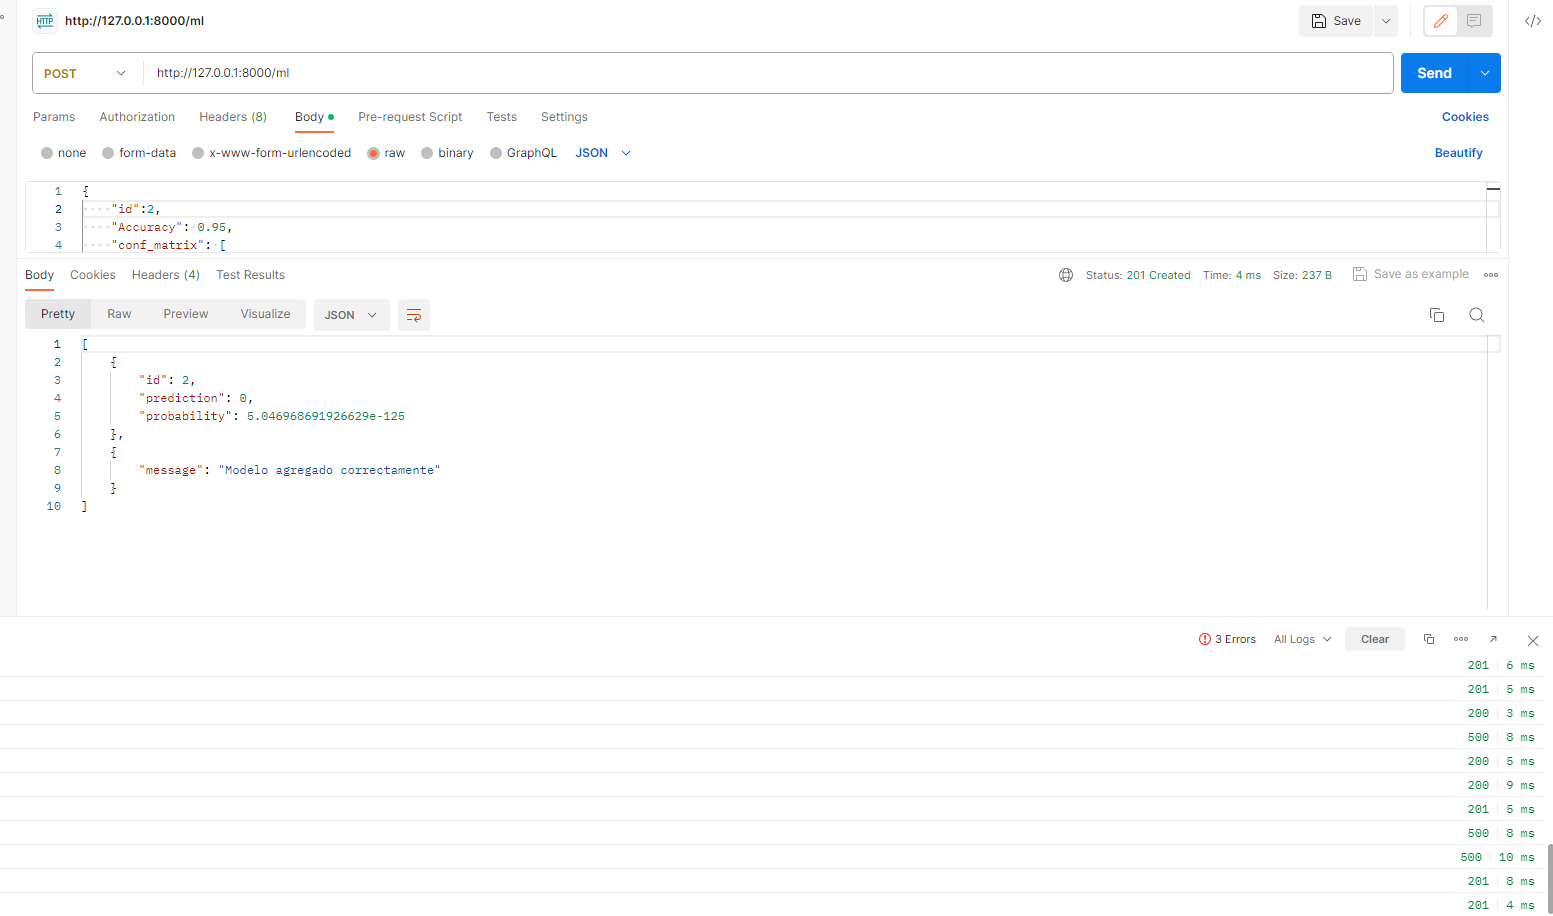 HTTP http://127.0.0.1:8000/ml Save </>
POST http://127.0.0.1:8000/ml Send
Params Authorization Headers (8) Body Pre-request Script Tests Settings Cookies
none form-data x-www-form-urlencoded raw binary GraphQL JSON Beautify
1 {
2 "id":2,
3 "Accuracy": 0.95,
4 "conf_matrix": [
Body Cookies Headers (4) Test Results Status: 201 Created Time: 4 ms Size: 237 B Save as example
Pretty Raw Preview Visualize JSON
1 [
2 {
3 "id": 2,
4 "prediction": 0,
5 "probability": 5.046968691926629e-125
6 },
7 {
8 "message": "Modelo agregado correctamente"
9 }
10 ]
3 Errors All Logs Clear
201 6 ms
201 5 ms
200 3 ms
500 8 ms
200 5 ms
200 9 ms
201 5 ms
500 8 ms
500 10 ms
201 8 ms
201 4 ms